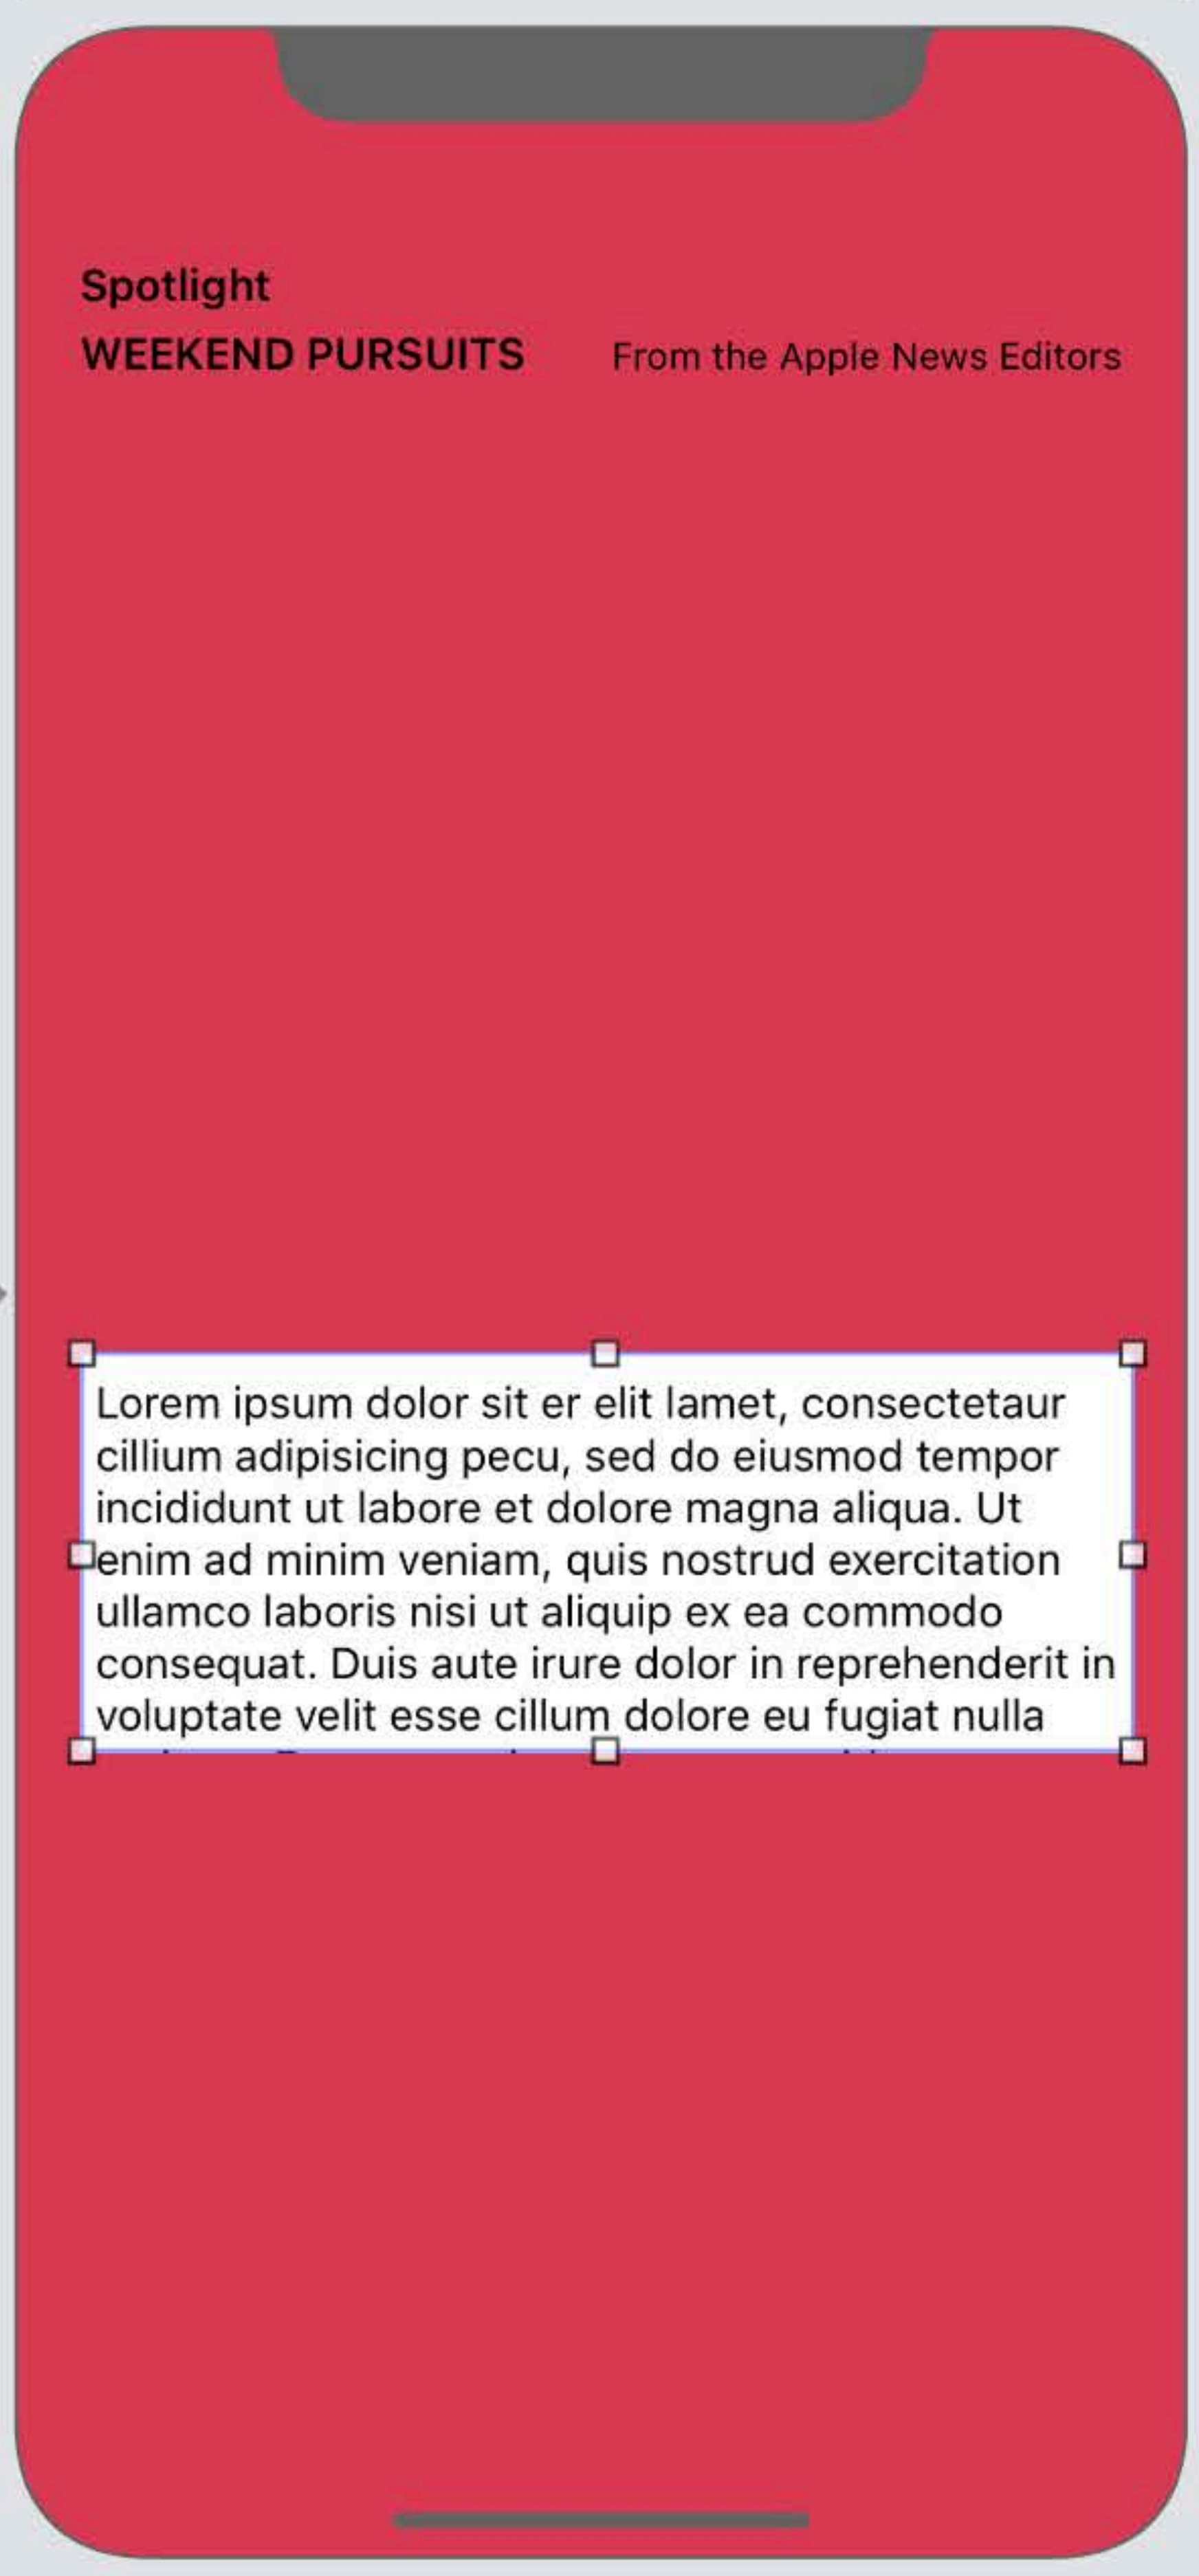 Spotlight
WEEKEND PURSUITS From the Apple News Editors
Lorem ipsum dolor sit er elit lamet, consectetaur
cillium adipisicing pecu, sed do eiusmod tempor
incididunt ut labore et dolore magna aliqua. Ut
enim ad minim veniam, quis nostrud exercitation
ullamco laboris nisi ut aliquip ex ea commodo
consequat. Duis aute irure dolor in reprehenderit in
voluptate velit esse cillum dolore eu fugiat nulla